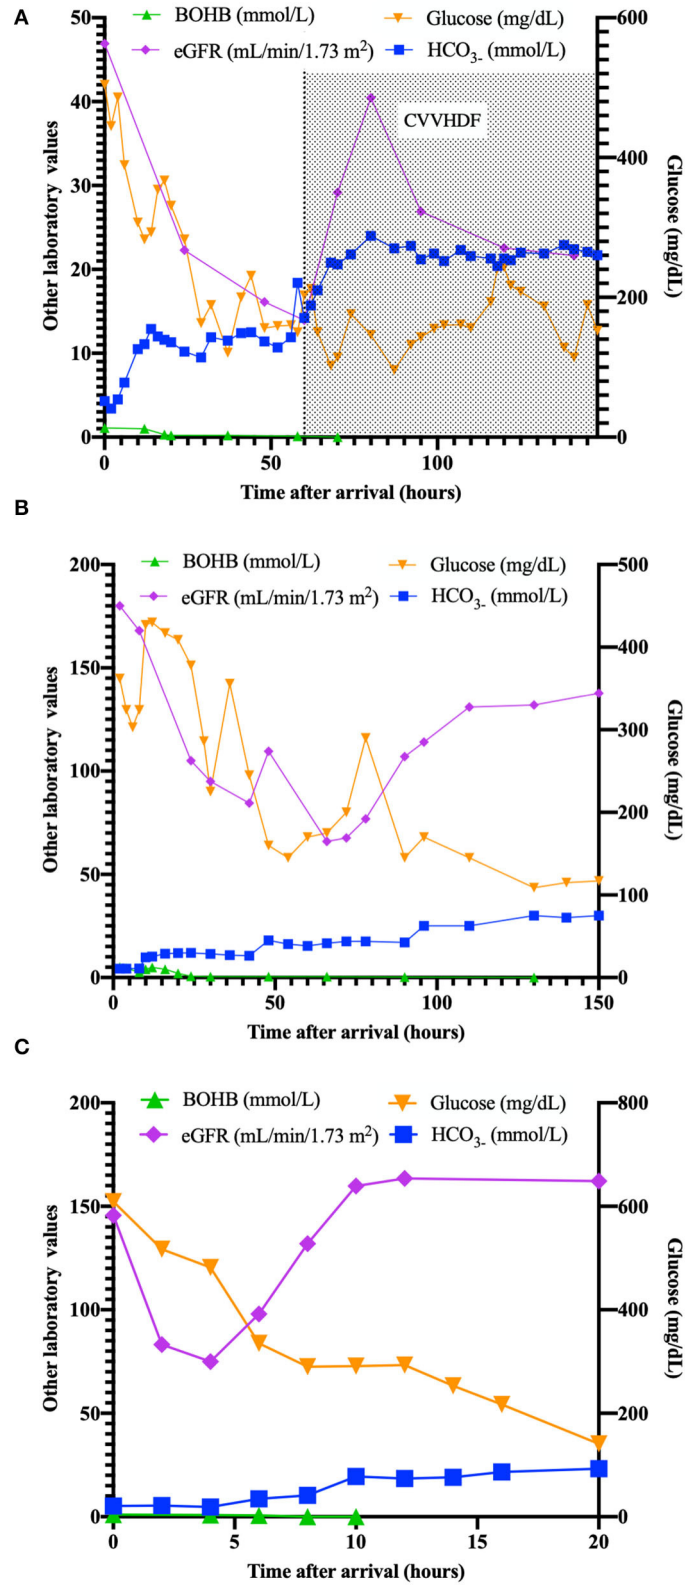 A
BOHB (mmol/L)
Glucose (mg/dL)
eGFR (mL/min/1.73 m²)
HCO3- (mmol/L)
CVVHDF
50
40
30
20
10
0
Other laboratory values
600
400
200
0
Glucose (mg/dL)
0
50
100
Time after arrival (hours)
B
BOHB (mmol/L)
Glucose (mg/dL)
eGFR (mL/min/1.73 m²)
HCO3- (mmol/L)
200
150
100
50
0
Other laboratory values
500
400
300
200
100
0
Glucose (mg/dL)
0
50
100
150
Time after arrival (hours)
C
BOHB (mmol/L)
Glucose (mg/dL)
eGFR (mL/min/1.73 m²)
HCO3- (mmol/L)
200
150
100
50
0
Other laboratory values
800
600
400
200
0
Glucose (mg/dL)
0
5
10
15
20
Time after arrival (hours)